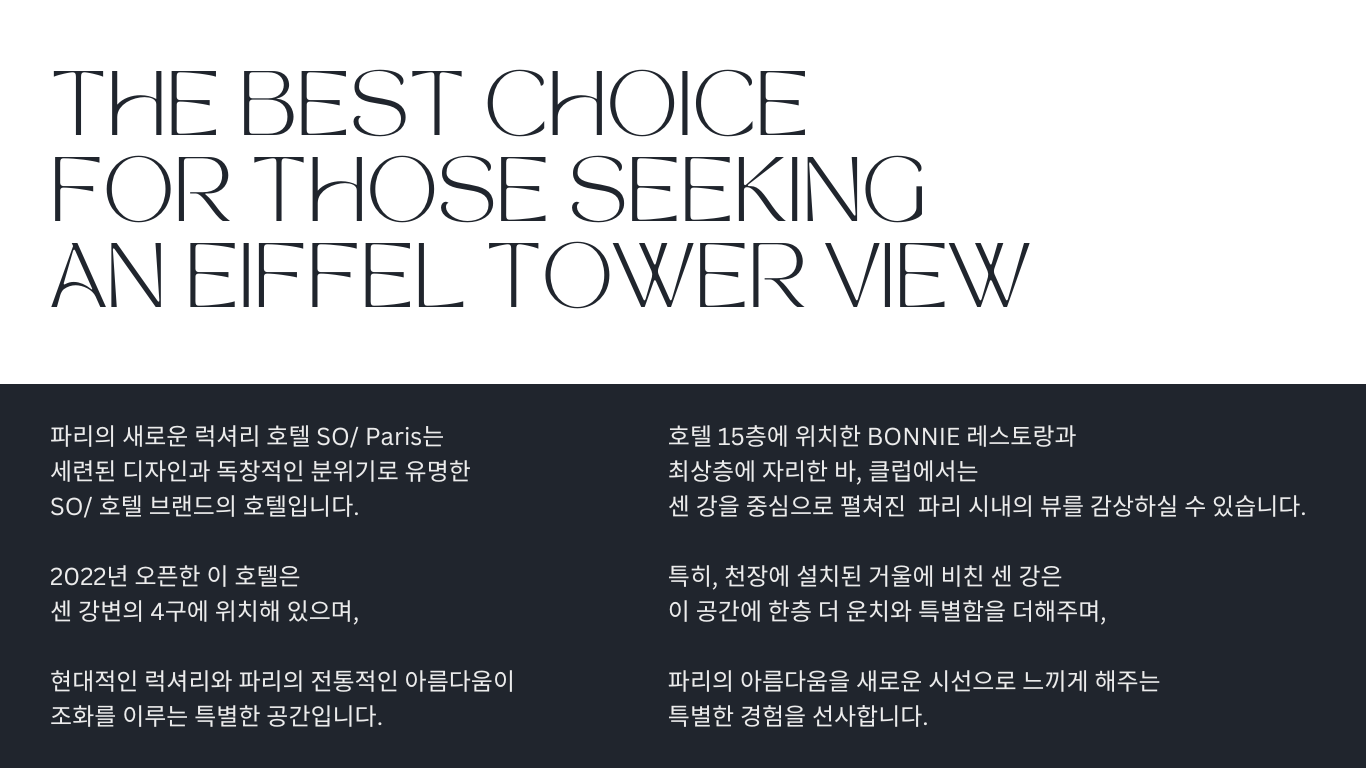 THE BEST CHOICE
FOR THOSE SEEKING
AN EIFFEL TOWER VIEW
파리의 새로운 럭셔리 호텔 SO/ Paris는
세련된 디자인과 독창적인 분위기로 유명한
SO/ 호텔 브랜드의 호텔입니다.
2022년 오픈한 이 호텔은
센 강변의 4구에 위치해 있으며,
현대적인 럭셔리와 파리의 전통적인 아름다움이
조화를 이루는 특별한 공간입니다.
호텔 15층에 위치한 BONNIE 레스토랑과
최상층에 자리한 바, 클럽에서는
센 강을 중심으로 펼쳐진 파리 시내의 뷰를 감상하실 수 있습니다.
특히, 천장에 설치된 거울에 비친 센 강은
이 공간에 한층 더 운치와 특별함을 더해주며,
파리의 아름다움을 새로운 시선으로 느끼게 해주는
특별한 경험을 선사합니다.